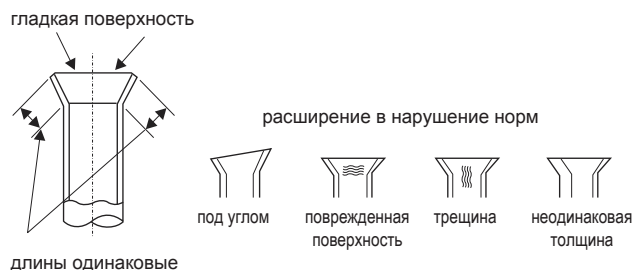 гладкая поверхность
расширение в нарушение норм
под углом
поврежденная
поверхность
трещина
неодинаковая
толщина
длины одинаковые